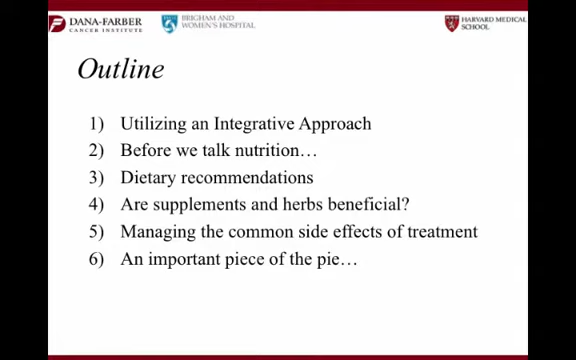 DANA-FARBER
CANCER INSTITUTE
BRIGHAM AND
WOMEN'S HOSPITAL
HARVARD MEDICAL
SCHOOL
Outline
1) Utilizing an Integrative Approach
2) Before we talk nutrition…
3) Dietary recommendations
4) Are supplements and herbs beneficial?
5) Managing the common side effects of treatment
6) An important piece of the pie…